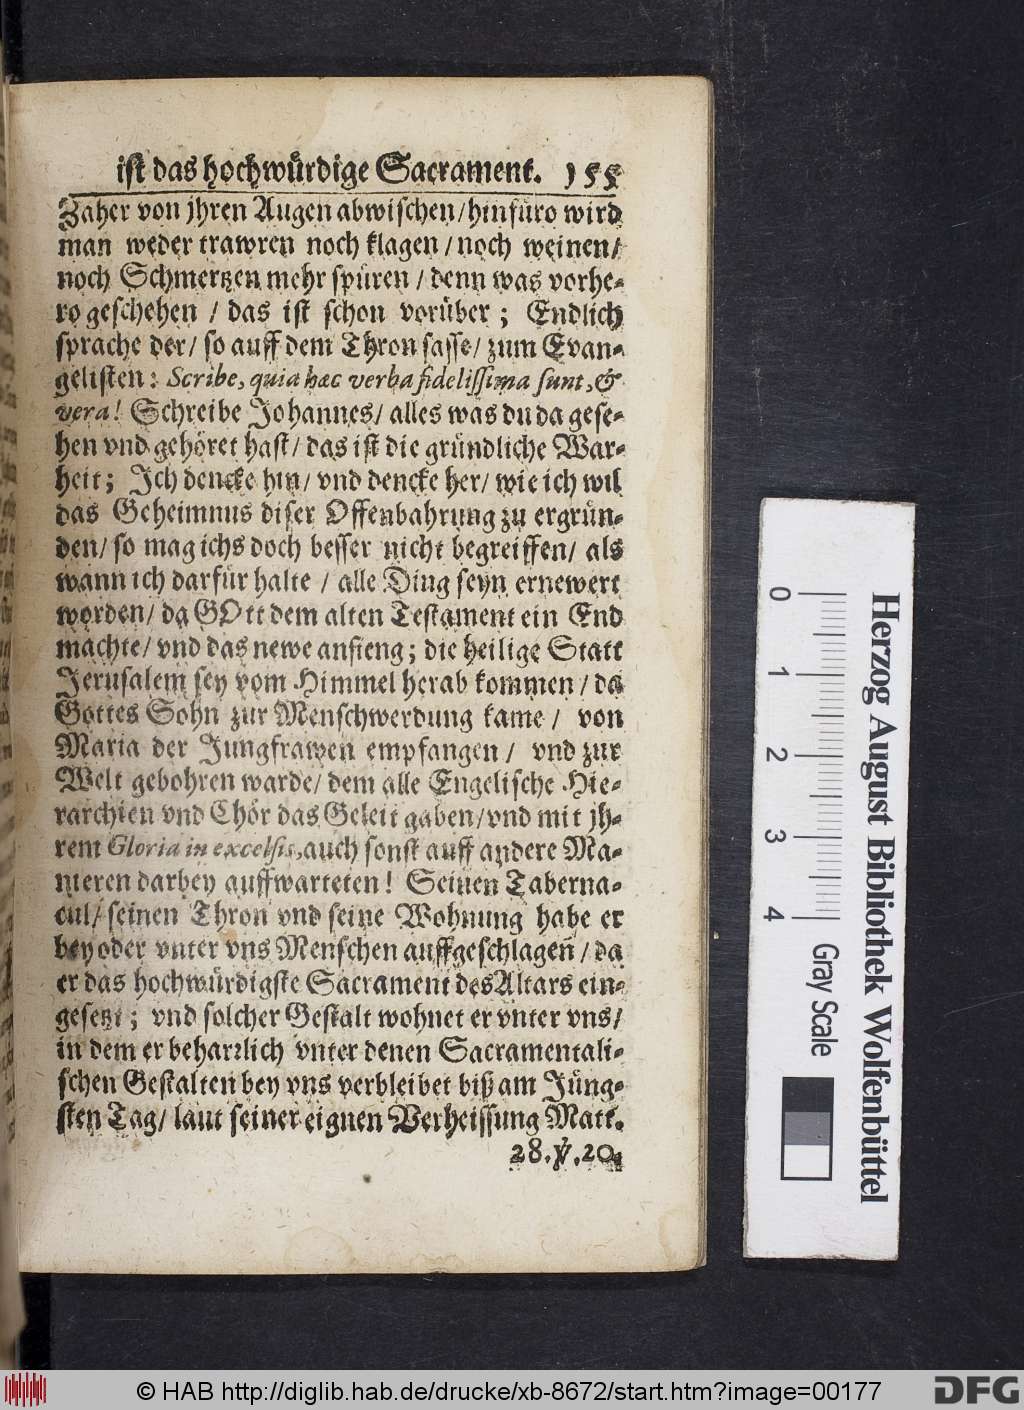 ist das hochwürdige Sacrament. 155
Zäher von jhren Augen abwischen/hinfüro wird
man weder trawren noch klagen / noch weinen/
noch Schmertzen mehr spüren / denn was vorhe-
ro geschehen / das ist schon vorüber ; Endlich
sprache der/ so auff dem Thron sasse/ zum Evan-
gelisten: Scribe, quia hæc verba fidelissima sunt, &
vera! Schreibe Johannes/ alles was du da gese-
hen vnd gehöret hast/ das ist die gründliche War-
heit; Ich dencke hin/ vnd dencke her/ wie ich wil
das Geheimnus diser Offenbahrung zu ergrün-
den/ so mag ichs doch besser nicht begreiffen/ als
wann ich darfür halte / alle Ding seyn ernewert
worden/ da GOtt dem alten Testament ein End
machte/ vnd das newe anfieng; die heilige Statt
Jerusalem sey vom Himmel herab kommen / da
Gottes Sohn zur Menschwerdung kame / von
Maria der Jungfrawen empfangen / vnd zur
Welt gebohren warde/ dem alle Engelische Hie-
rarchien vnd Chör das Geleit gaben/vnd mit jh-
rem Gloria in excelsis, auch sonst auff andere Ma-
nieren darbey auffwarteten! Seinen Taberna-
cul/ seinen Thron vnd seine Wohnung habe er
bey oder vnter vns Menschen auffgeschlagen / da
er das hochwürdigste Sacrament des Altars ein-
gesetzt; vnd solcher Gestalt wohnet er vnter vns/
in dem er beharrlich vnter denen Sacramentali-
schen Gestalten bey vns verbleibet biß am Jüng-
sten Tag/ laut seiner eignen Verheissung Matt.
28. ℣. 20.
0 1 2 3 4
Gray Scale
Herzog August Bibliothek Wolfenbüttel
© HAB http://diglib.hab.de/drucke/xb-8672/start.htm?image=00177
DFG